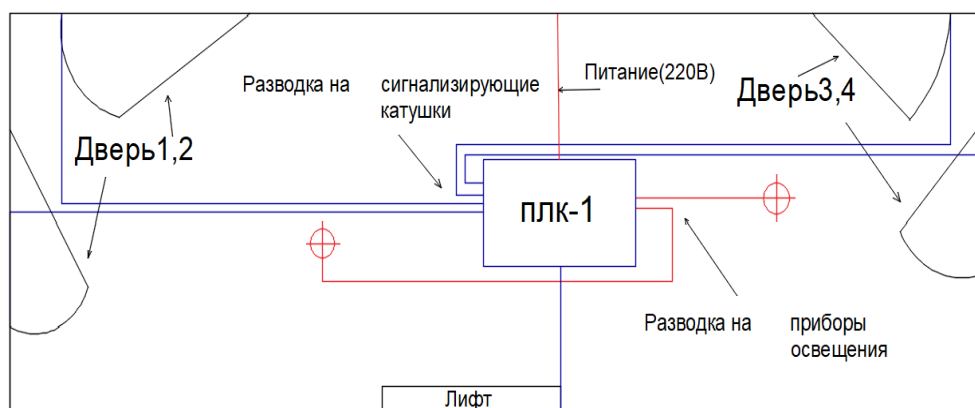 Питание(220В)
Разводка на сигнализирующие
катушки
Дверь3,4
Дверь1,2
плк-1
Разводка на приборы
освещения
Лифт